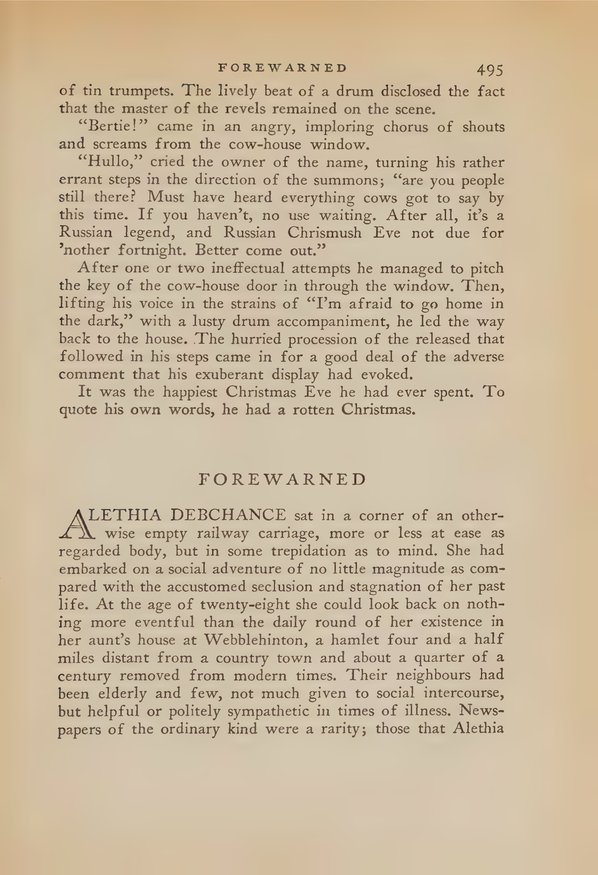 FOREWARNED 495
of tin trumpets. The lively beat of a drum disclosed the fact
that the master of the revels remained on the scene.
“Bertie!” came in an angry, imploring chorus of shouts
and screams from the cow-house window.
“Hullo,” cried the owner of the name, turning his rather
errant steps in the direction of the summons; “are you people
still there? Must have heard everything cows got to say by
this time. If you haven’t, no use waiting. After all, it’s a
Russian legend, and Russian Chrismush Eve not due for
’nother fortnight. Better come out.”
After one or two ineffectual attempts he managed to pitch
the key of the cow-house door in through the window. Then,
lifting his voice in the strains of “I’m afraid to go home in
the dark,” with a lusty drum accompaniment, he led the way
back to the house. The hurried procession of the released that
followed in his steps came in for a good deal of the adverse
comment that his exuberant display had evoked.
It was the happiest Christmas Eve he had ever spent. To
quote his own words, he had a rotten Christmas.
FOREWARNED
ALETHIA DEBCHANCE sat in a corner of an other-
wise empty railway carriage, more or less at ease as
regarded body, but in some trepidation as to mind. She had
embarked on a social adventure of no little magnitude as com-
pared with the accustomed seclusion and stagnation of her past
life. At the age of twenty-eight she could look back on noth-
ing more eventful than the daily round of her existence in
her aunt’s house at Webblehinton, a hamlet four and a half
miles distant from a country town and about a quarter of a
century removed from modern times. Their neighbours had
been elderly and few, not much given to social intercourse,
but helpful or politely sympathetic in times of illness. News-
papers of the ordinary kind were a rarity; those that Alethia